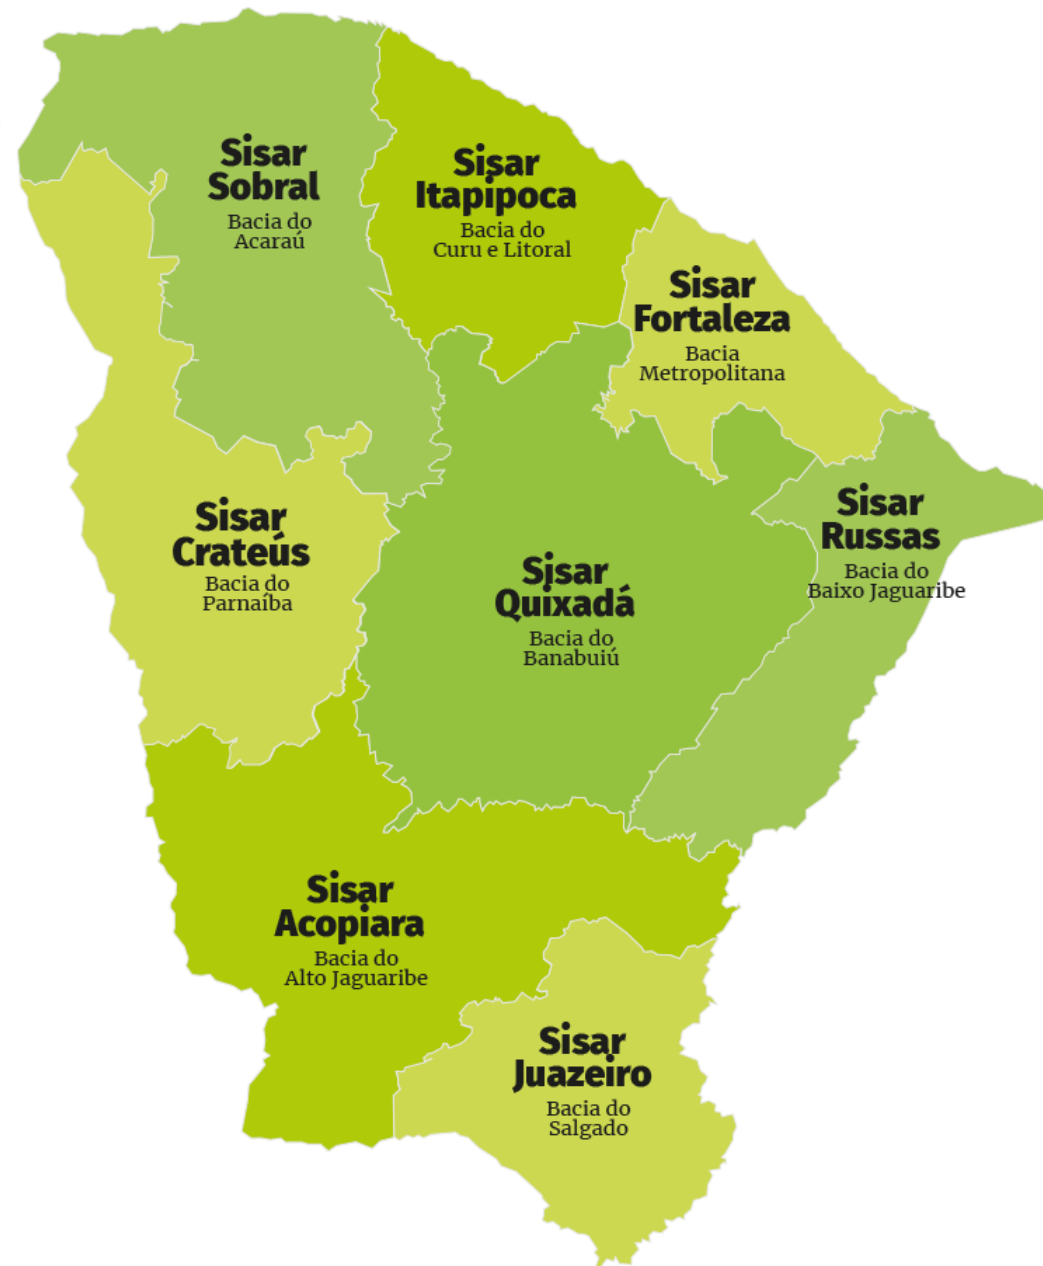 Sisar
Sobral
Bacia do
Acaraú
Sisar
Itapipoca
Bacia do
Curu e Litoral
Sisar
Fortaleza
Bacia
Metropolitana
Sisar
Crateús
Bacia do
Parnaíba
Sisar
Quixadá
Bacia do
Banabuiú
Sisar
Russas
Bacia do
Baixo Jaguaribe
Sisar
Acopiara
Bacia do
Alto Jaguaribe
Sisar
Juazeiro
Bacia do
Salgado